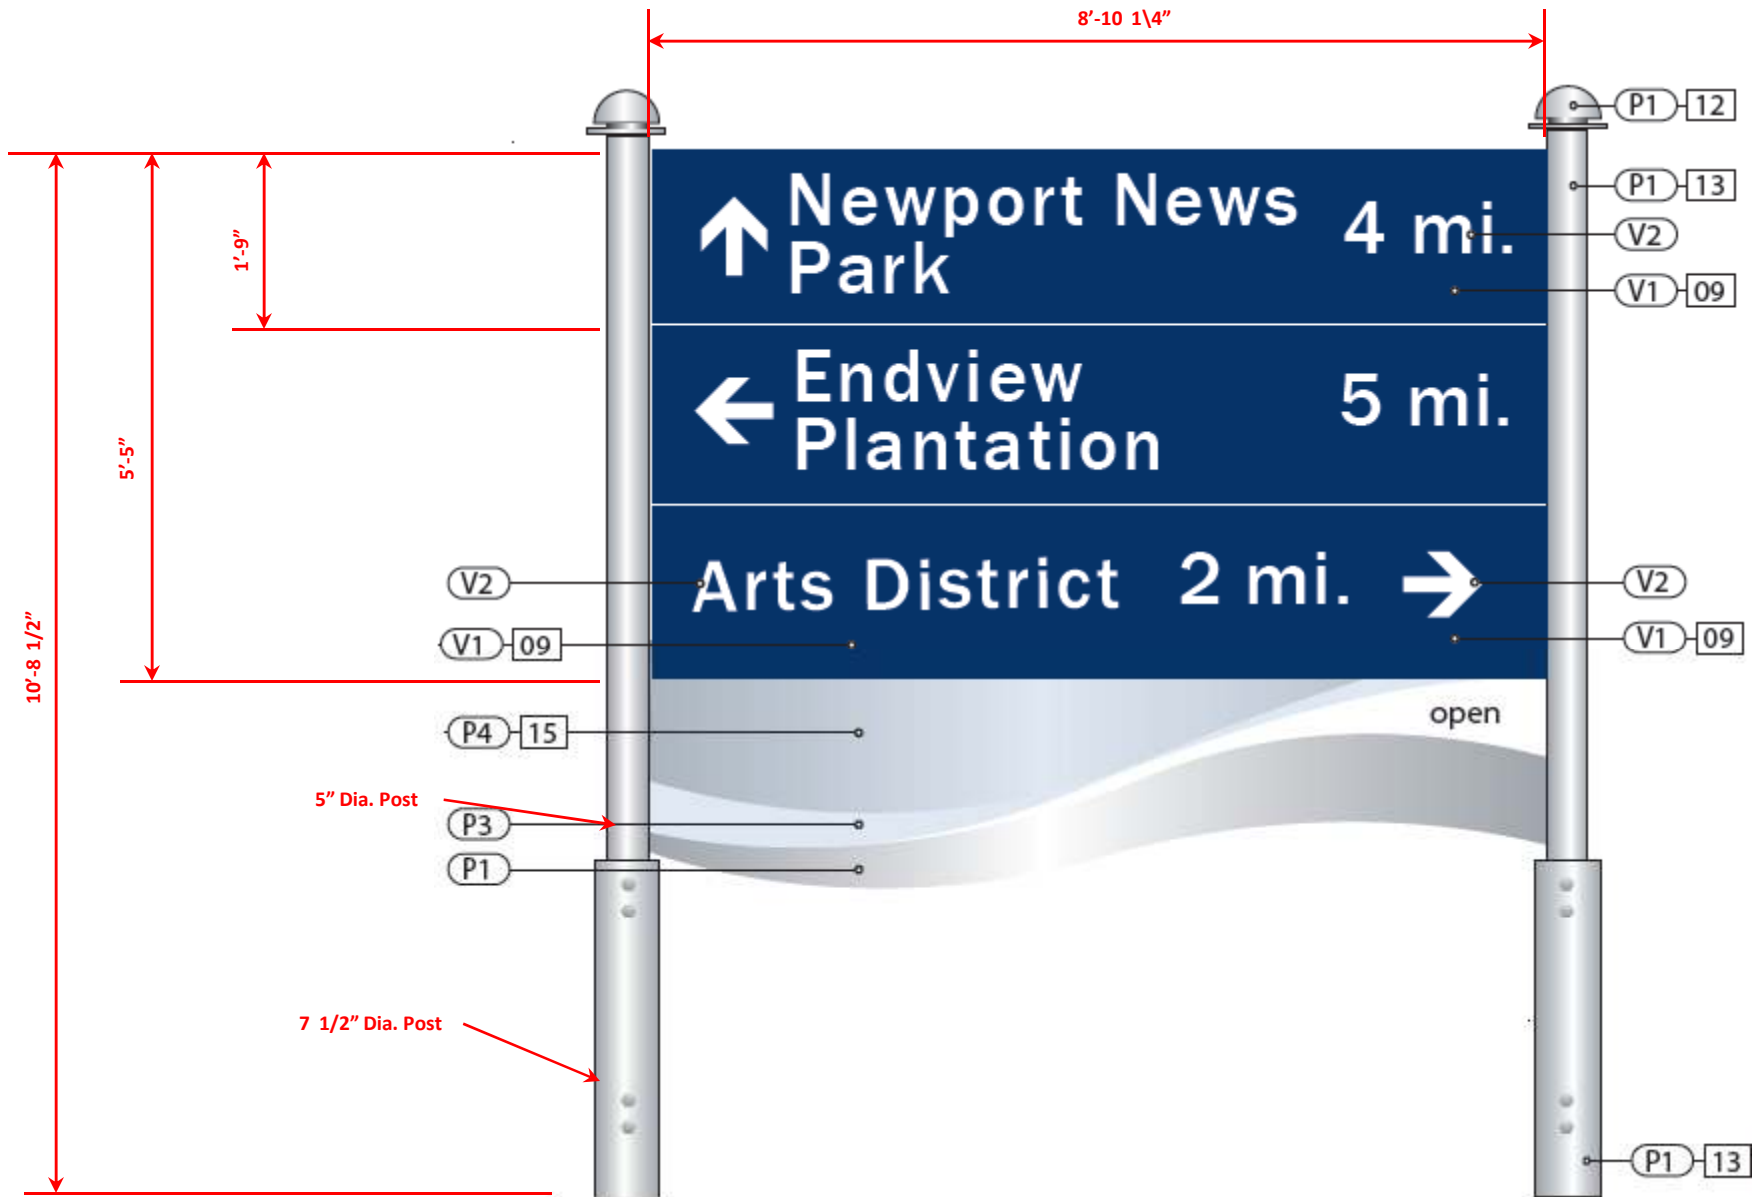 8’-10 1\4”
P1 12
P1 13
Newport News
Park
4 mi.
V2
V1 09
1’-9”
Endview
Plantation
5 mi.
5’-5”
V2
Arts District 2 mi.
V2
V1 09
V1 09
10’-8 1/2”
open
P4 15
5” Dia. Post
P3
P1
7 1/2” Dia. Post
P1 13